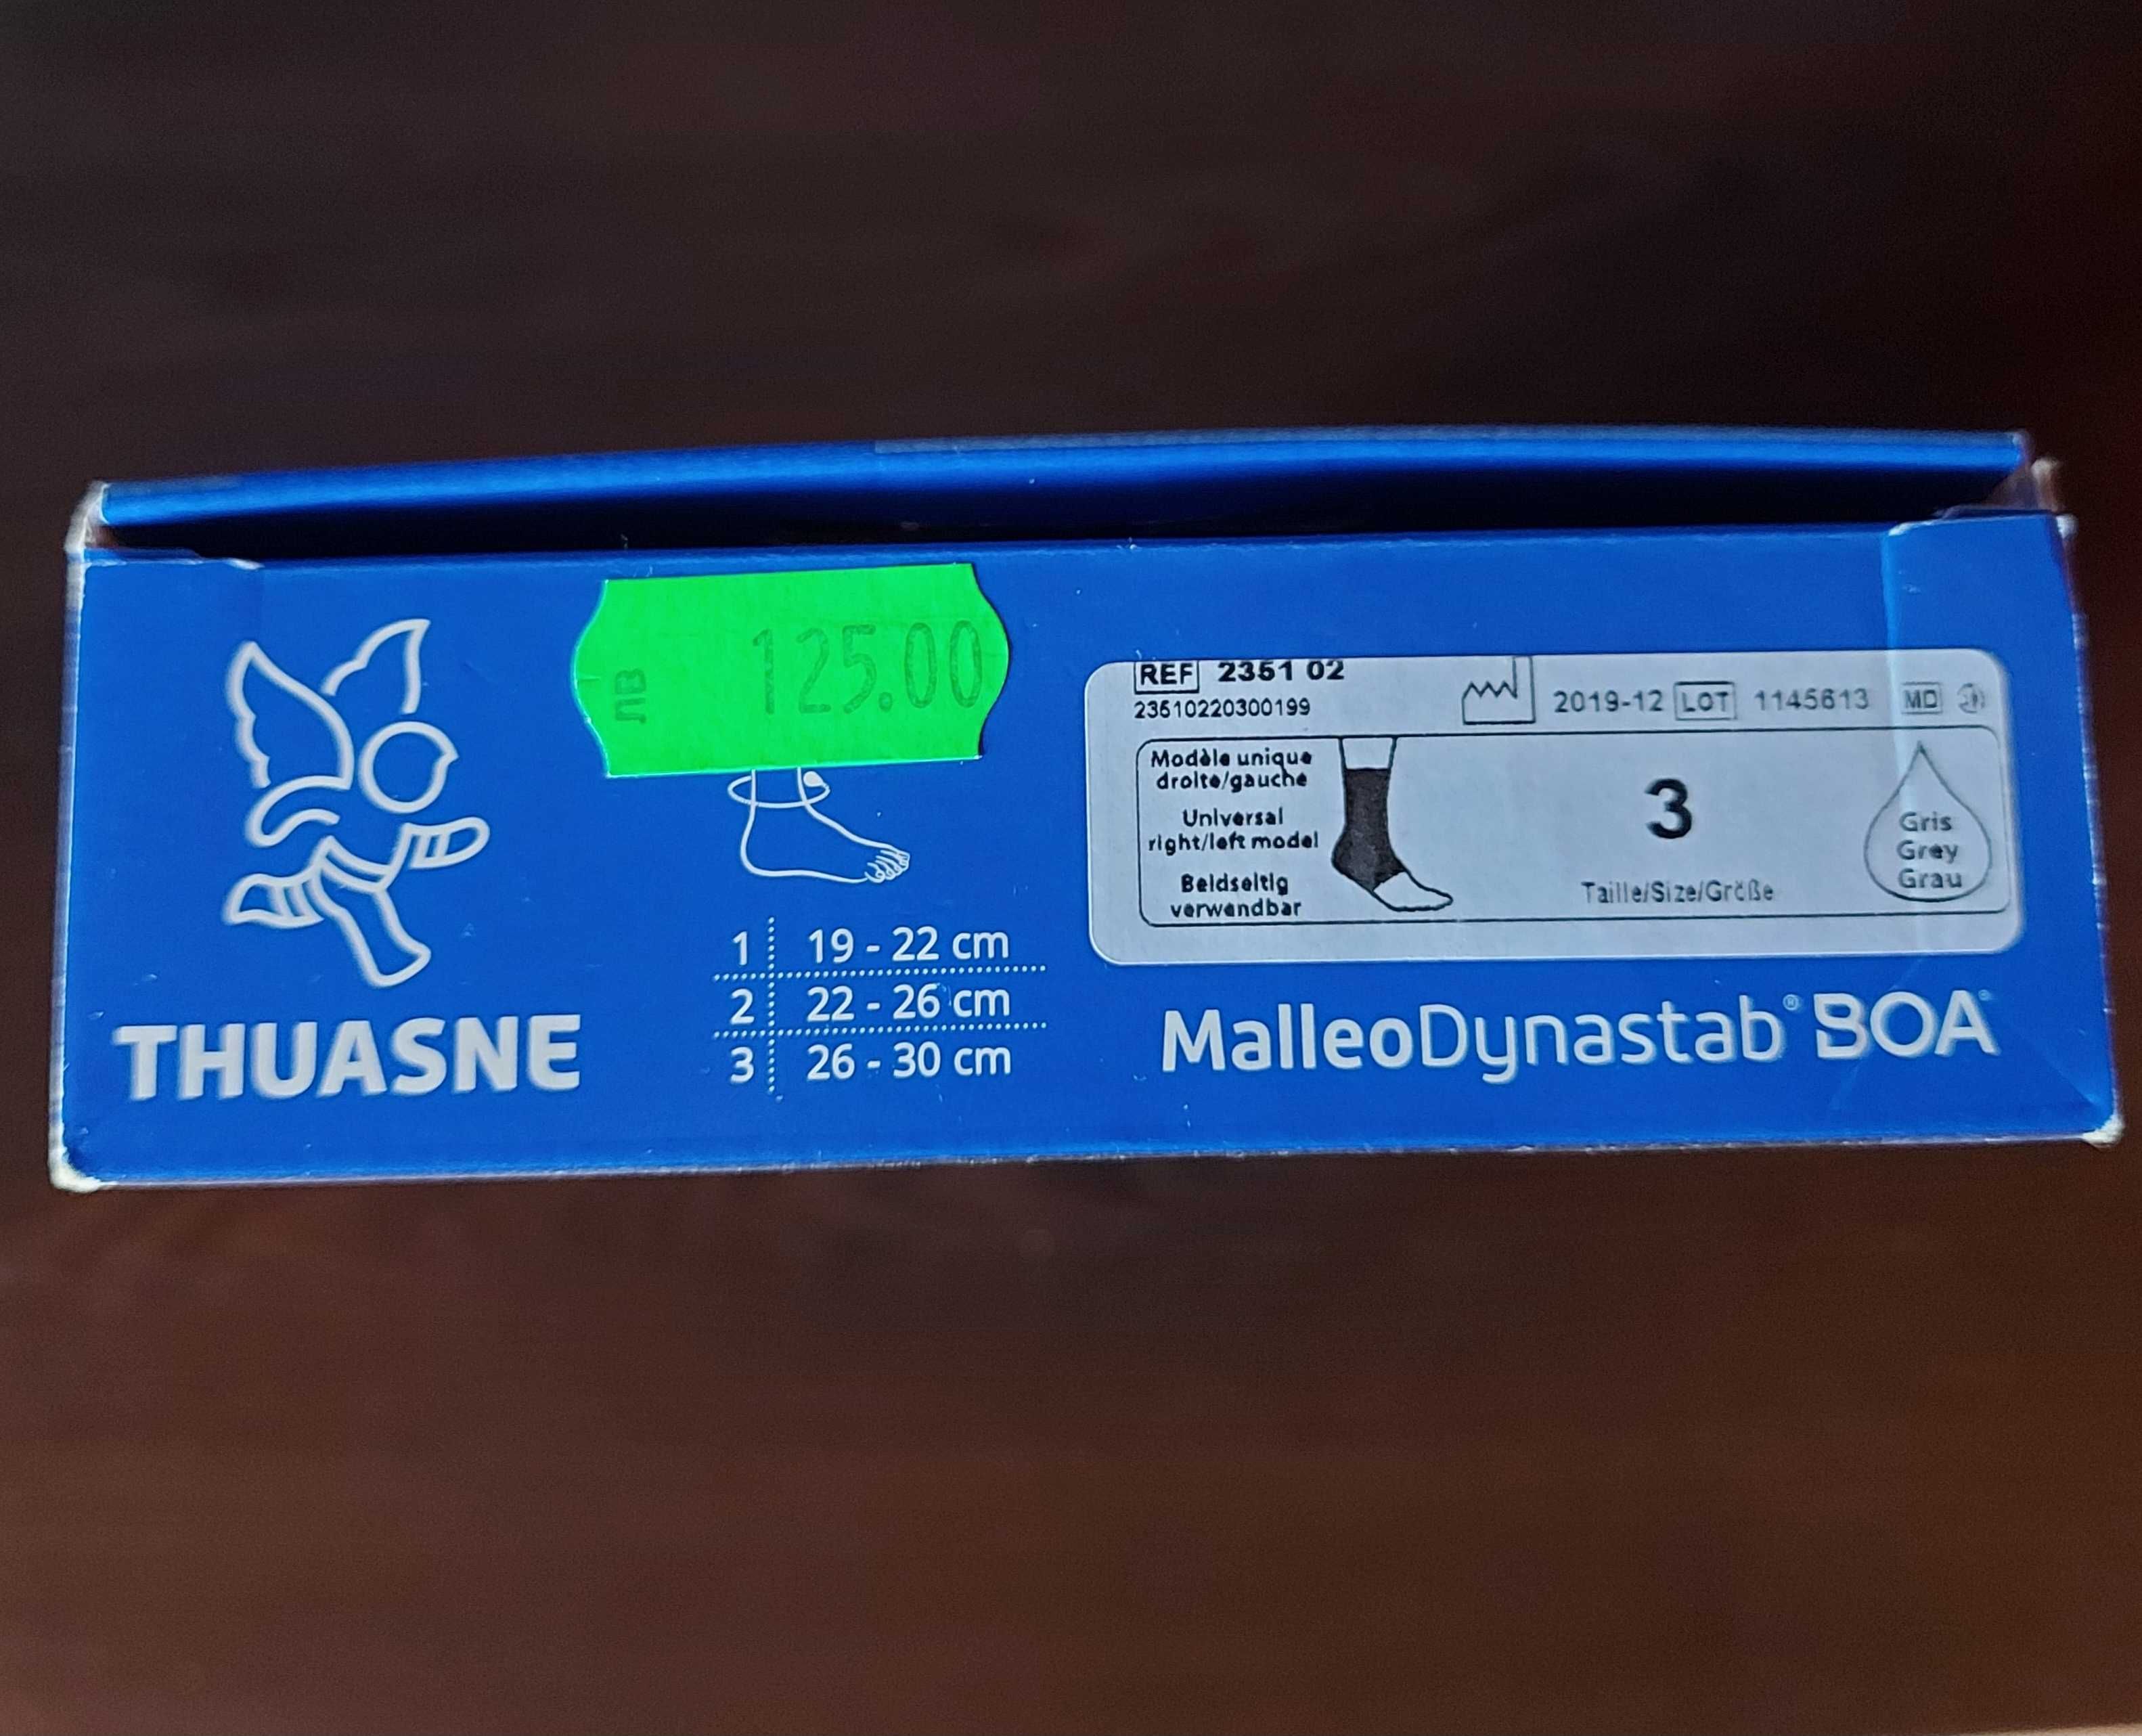 ЛВ 125.00
THUASNE
1 19 - 22 cm
2 22 - 26 cm
3 26 - 30 cm
REF 2351 02
23510220300199
2019-12 LOT 1145613 MD
Modèle unique
droite/gauche
Universal
right/left model
Beidseitig
verwendbar
3
Taille/Size/Größe
Gris
Grey
Grau
MalleoDynastab® BOA®